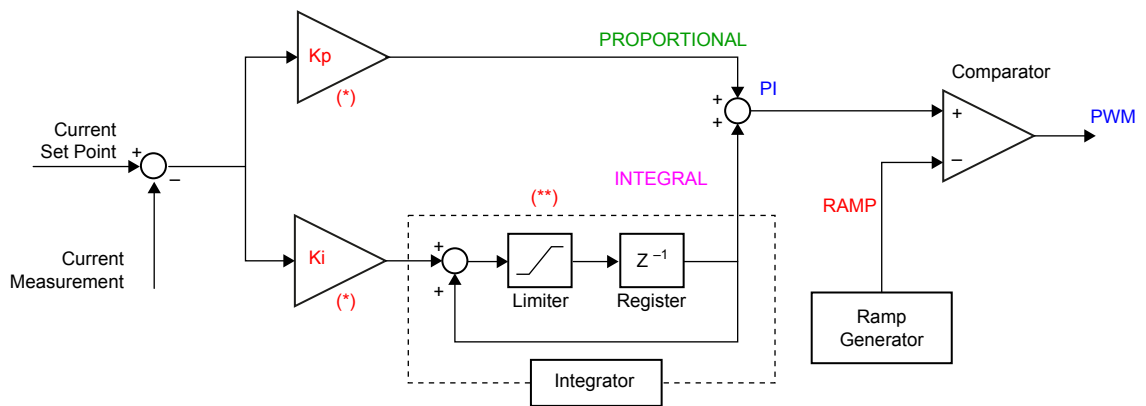 PROPORTIONAL
Kp
(*)
Comparator
PI
+
+
+
−
PWM
Current
Set Point
+
−
INTEGRAL
(**)
RAMP
Current
Measurement
Ki
(*)
+
+
Limiter
Z −1
Register
Integrator
Ramp
Generator